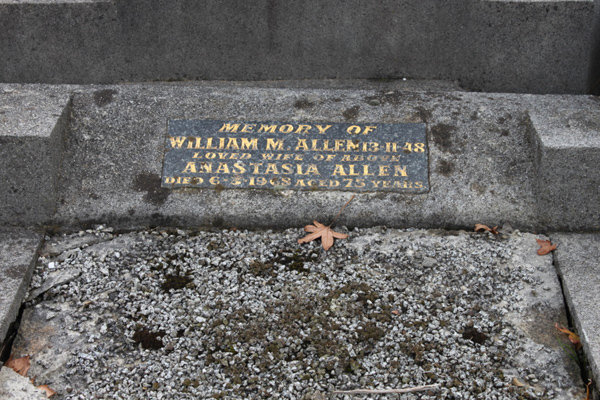 MEMORY OF
WILLIAM M. ALLEN 13-11-48
LOVED WIFE OF ABOVE
ANASTASIA ALLEN
DIED 6-3-1968 AGED 75 YEARS